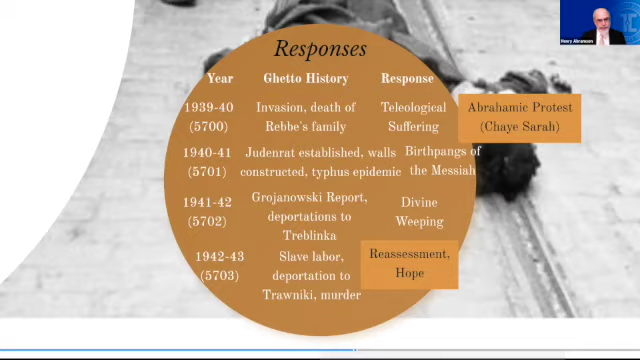 Responses
Year Ghetto History Response
1939-40 Invasion, death of Teleological Abrahamic Protest
(5700) Rebbe's family Suffering (Chaye Sarah)
1940-41 Judenrat established, walls Birthpangs of
(5701) constructed, typhus epidemic the Messiah
1941-42 Grojanowski Report, Divine
(5702) deportations to Weeping
Treblinka
1942-43 Slave labor, Reassessment,
(5703) deportation to Hope
Trawniki, murder
Henry Abramson